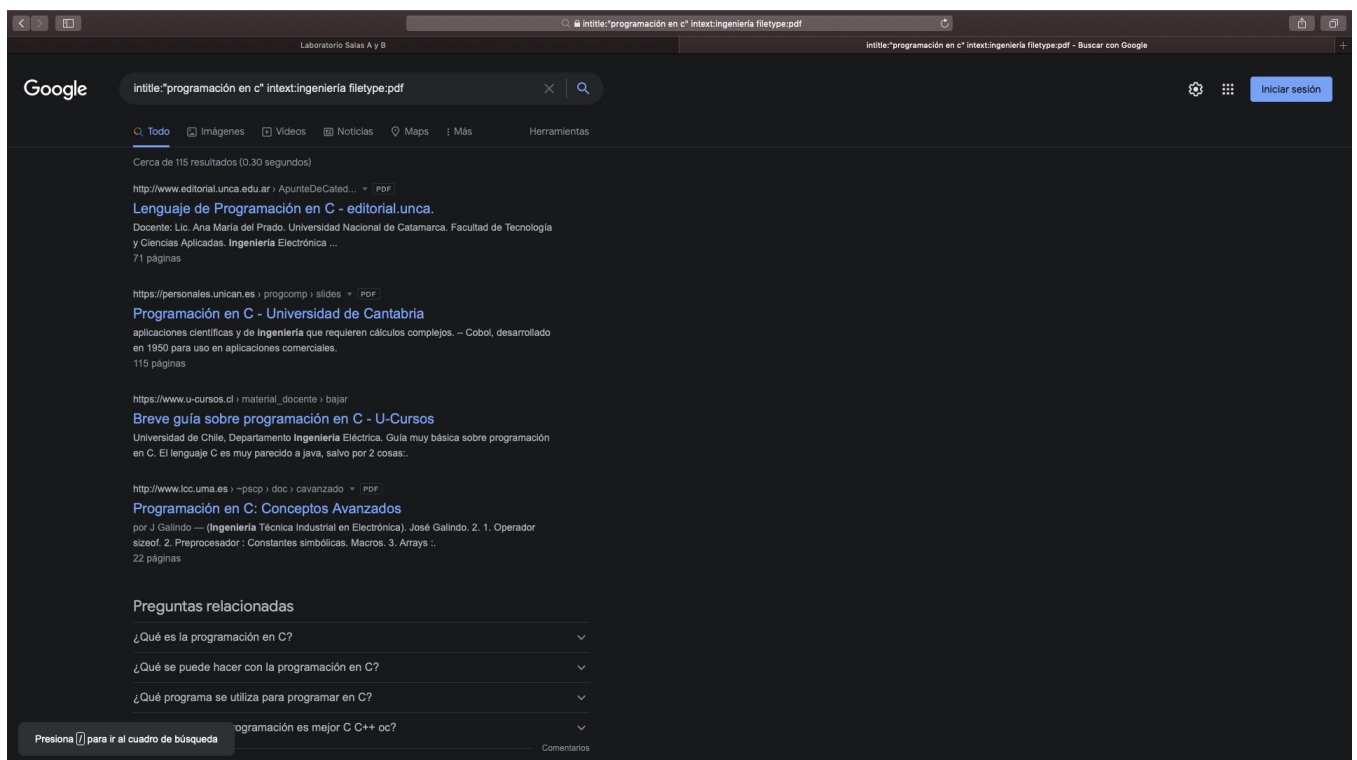 intitle:"programación en c" intext:ingeniería filetype:pdf
Laboratorio Salas A y B
intitle:"programación en c" intext:ingeniería filetype:pdf - Buscar con Google
Google
intitle:"programación en c" intext:ingeniería filetype:pdf
Iniciar sesión
Todo Imágenes Videos Noticias Maps Más Herramientas
Cerca de 115 resultados (0.30 segundos)
http://www.editorial.unca.edu.ar › ApunteDeCated... PDF
Lenguaje de Programación en C - editorial.unca.
Docente: Lic. Ana María del Prado. Universidad Nacional de Catamarca. Facultad de Tecnología
y Ciencias Aplicadas. Ingeniería Electrónica ...
71 páginas
https://personales.unican.es › progcomp › slides PDF
Programación en C - Universidad de Cantabria
aplicaciones científicas y de ingeniería que requieren cálculos complejos. – Cobol, desarrollado
en 1950 para uso en aplicaciones comerciales.
115 páginas
https://www.u-cursos.cl › material_docente › bajar
Breve guía sobre programación en C - U-Cursos
Universidad de Chile, Departamento Ingeniería Eléctrica. Guía muy básica sobre programación
en C. El lenguaje C es muy parecido a java, salvo por 2 cosas:.
http://www.lcc.uma.es › ~pscp › doc › cavanzado PDF
Programación en C: Conceptos Avanzados
por J Galindo — (Ingeniería Técnica Industrial en Electrónica). José Galindo. 2. 1. Operador
sizeof. 2. Preprocesador : Constantes simbólicas. Macros. 3. Arrays :.
22 páginas
Preguntas relacionadas
¿Qué es la programación en C?
¿Qué se puede hacer con la programación en C?
¿Qué programa se utiliza para programar en C?
ogramación es mejor C C++ oc?
Presiona / para ir al cuadro de búsqueda
Comentarios